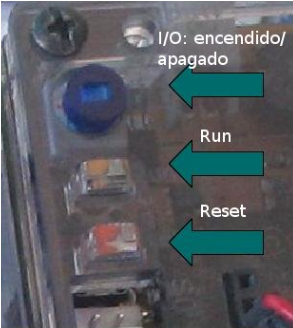 I/O: encendido/
apagado
Run
Reset